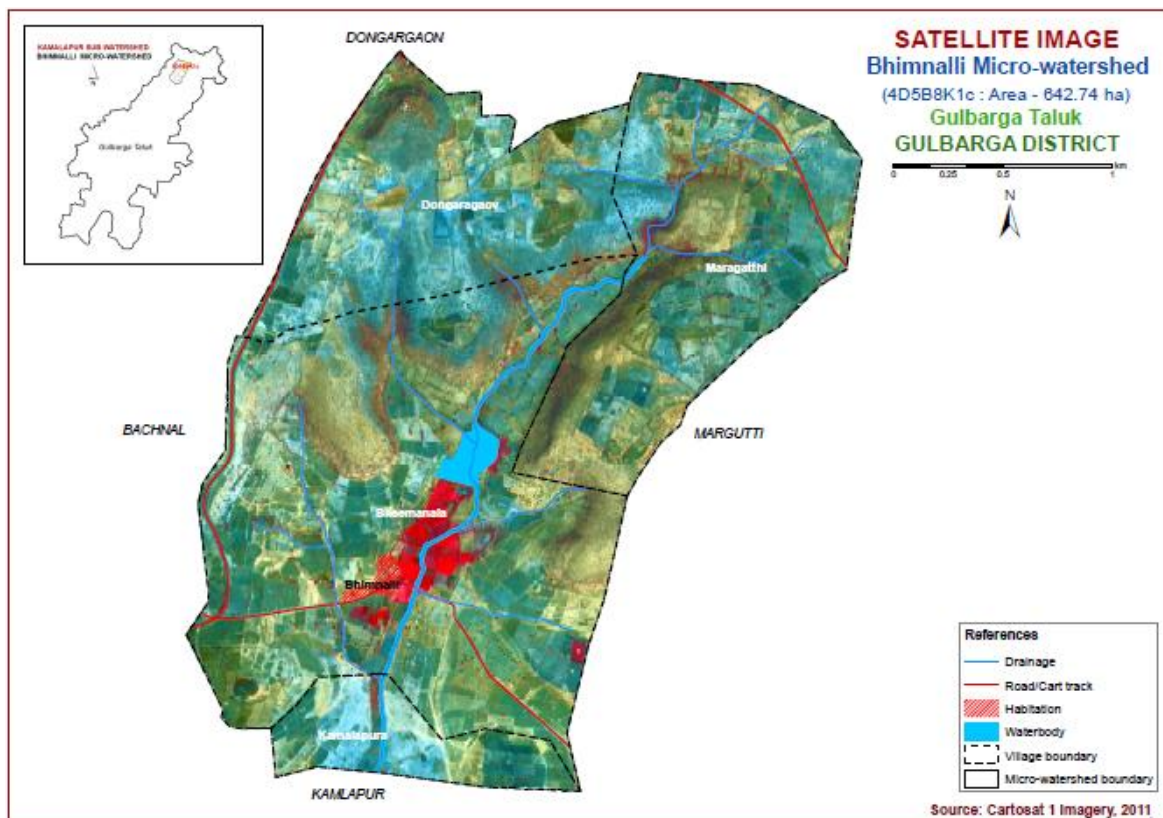 SATELLITE IMAGE
Bhimnalli Micro-watershed
(4D5B8K1c : Area - 642.74 ha)
Gulbarga Taluk
GULBARGA DISTRICT
km
0 0.25 0.5 1
N
KAMALAPUR SUB WATERSHED
BHIMNALLI MICRO-WATERSHED
Gulbarga Taluk
DONGARGAON
Dongaragaov
Maragatthi
BACHNAL
MARGUTTI
Bheemanala
Bhimnalli
Kamalapura
KAMLAPUR
References
Drainage
Road/Cart track
Habitation
Waterbody
Village boundary
Micro-watershed boundary
Source: Cartosat 1 Imagery, 2011